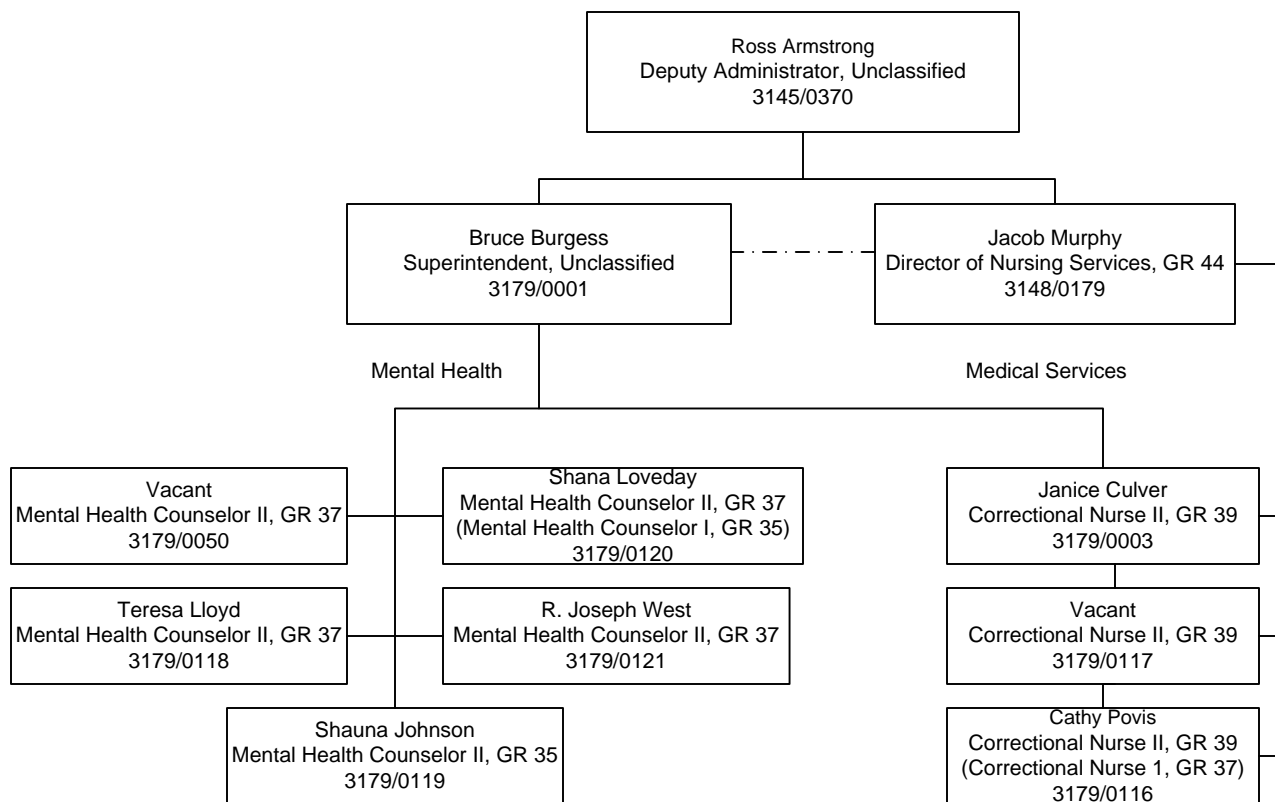 Ross Armstrong
Deputy Administrator, Unclassified
3145/0370
Bruce Burgess
Superintendent, Unclassified
3179/0001
Jacob Murphy
Director of Nursing Services, GR 44
3148/0179
Mental Health
Medical Services
Vacant
Mental Health Counselor II, GR 37
3179/0050
Shana Loveday
Mental Health Counselor II, GR 37
(Mental Health Counselor I, GR 35)
3179/0120
Janice Culver
Correctional Nurse II, GR 39
3179/0003
Teresa Lloyd
Mental Health Counselor II, GR 37
3179/0118
R. Joseph West
Mental Health Counselor II, GR 37
3179/0121
Vacant
Correctional Nurse II, GR 39
3179/0117
Shauna Johnson
Mental Health Counselor II, GR 35
3179/0119
Cathy Povis
Correctional Nurse II, GR 39
(Correctional Nurse 1, GR 37)
3179/0116